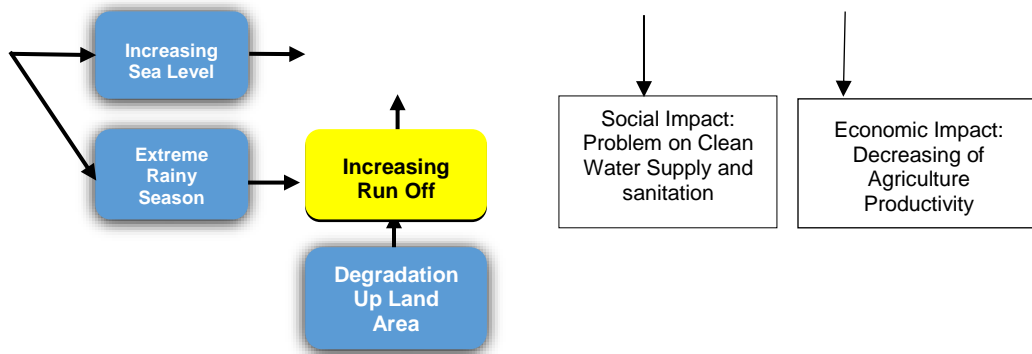 Increasing
Sea Level
Extreme
Rainy
Season
Increasing
Run Off
Degradation
Up Land
Area
Social Impact:
Problem on Clean
Water Supply and
sanitation
Economic Impact:
Decreasing of
Agriculture
Productivity